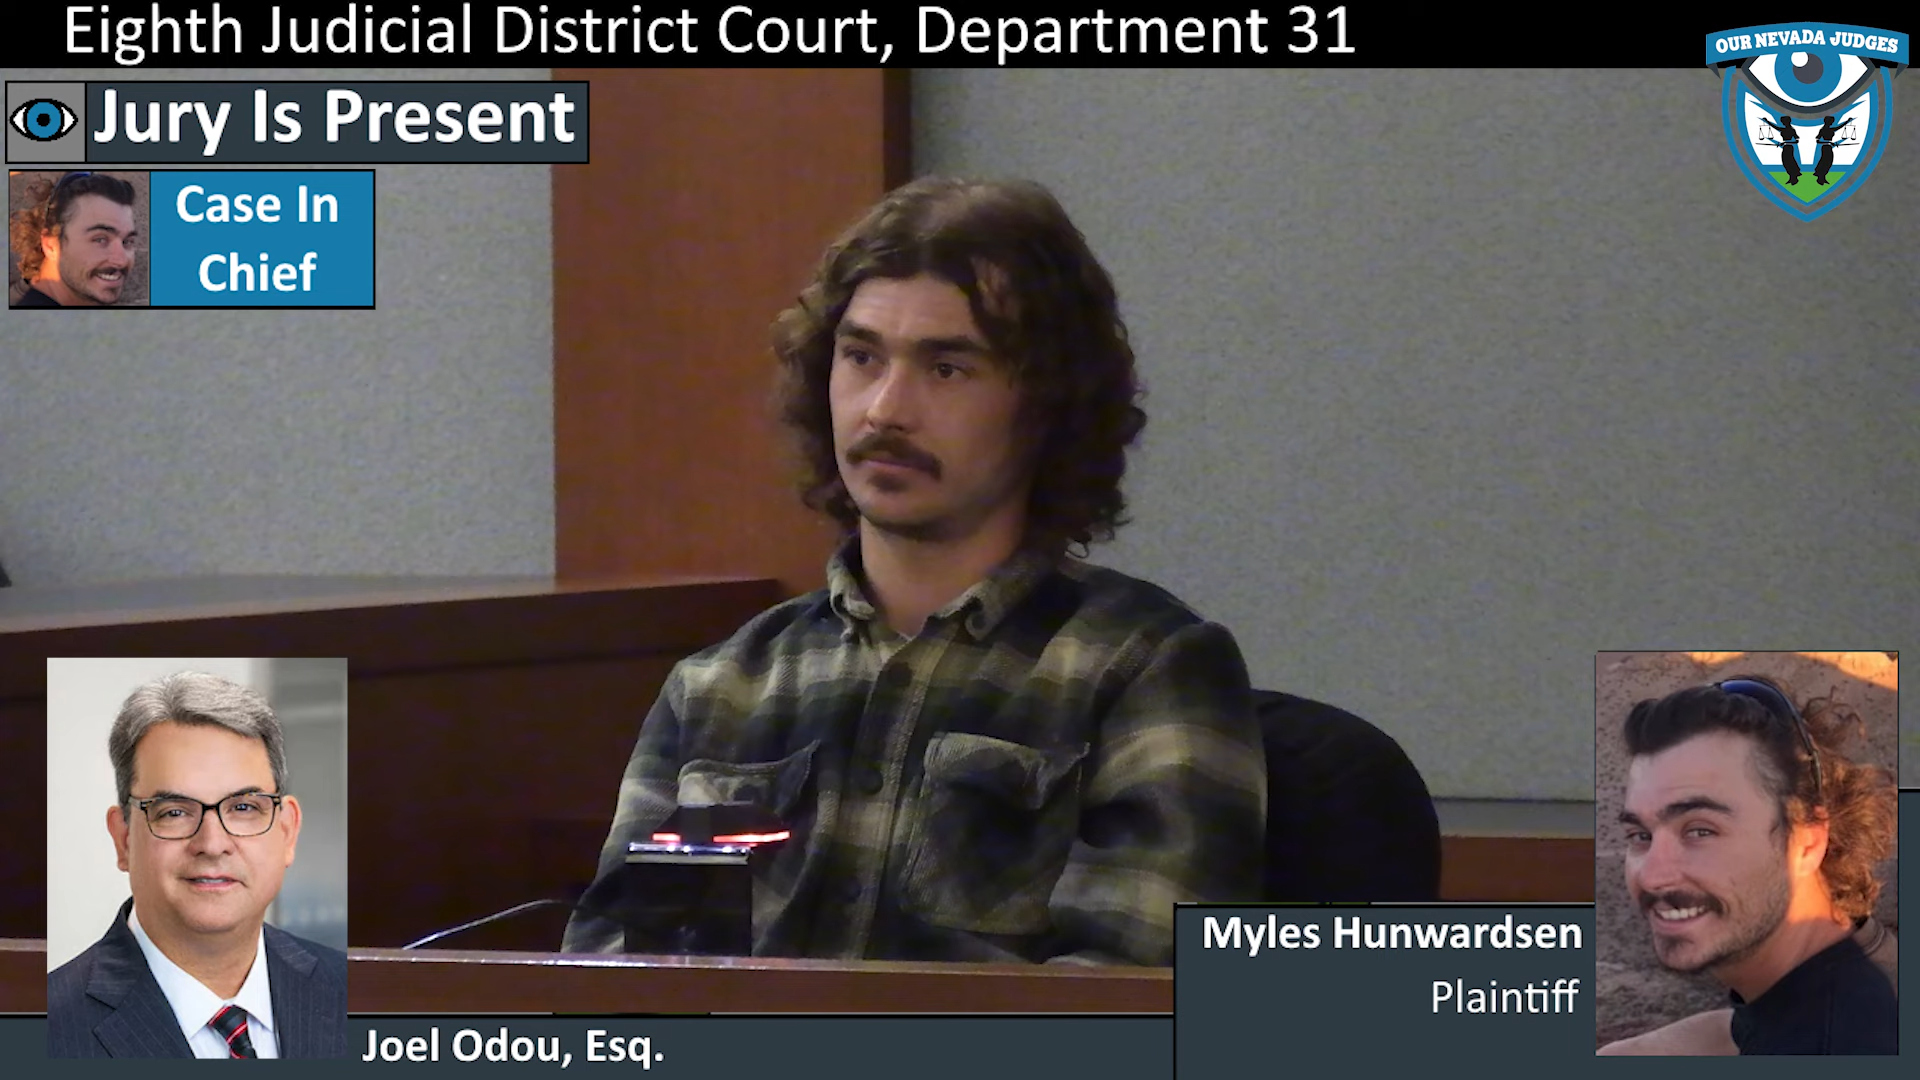 Eighth Judicial District Court, Department 31
OUR NEVADA JUDGES
Jury Is Present
Case In
Chief
Myles Hunwardsen
Plaintiff
Joel Odou, Esq.